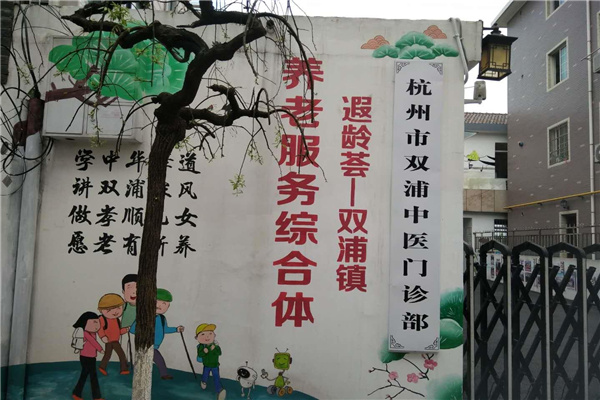 杭州市双浦中医门诊部
遐龄荟—双浦镇
养老服务综合体
学中华道
讲双浦风
做孝顺儿女
愿老有所养